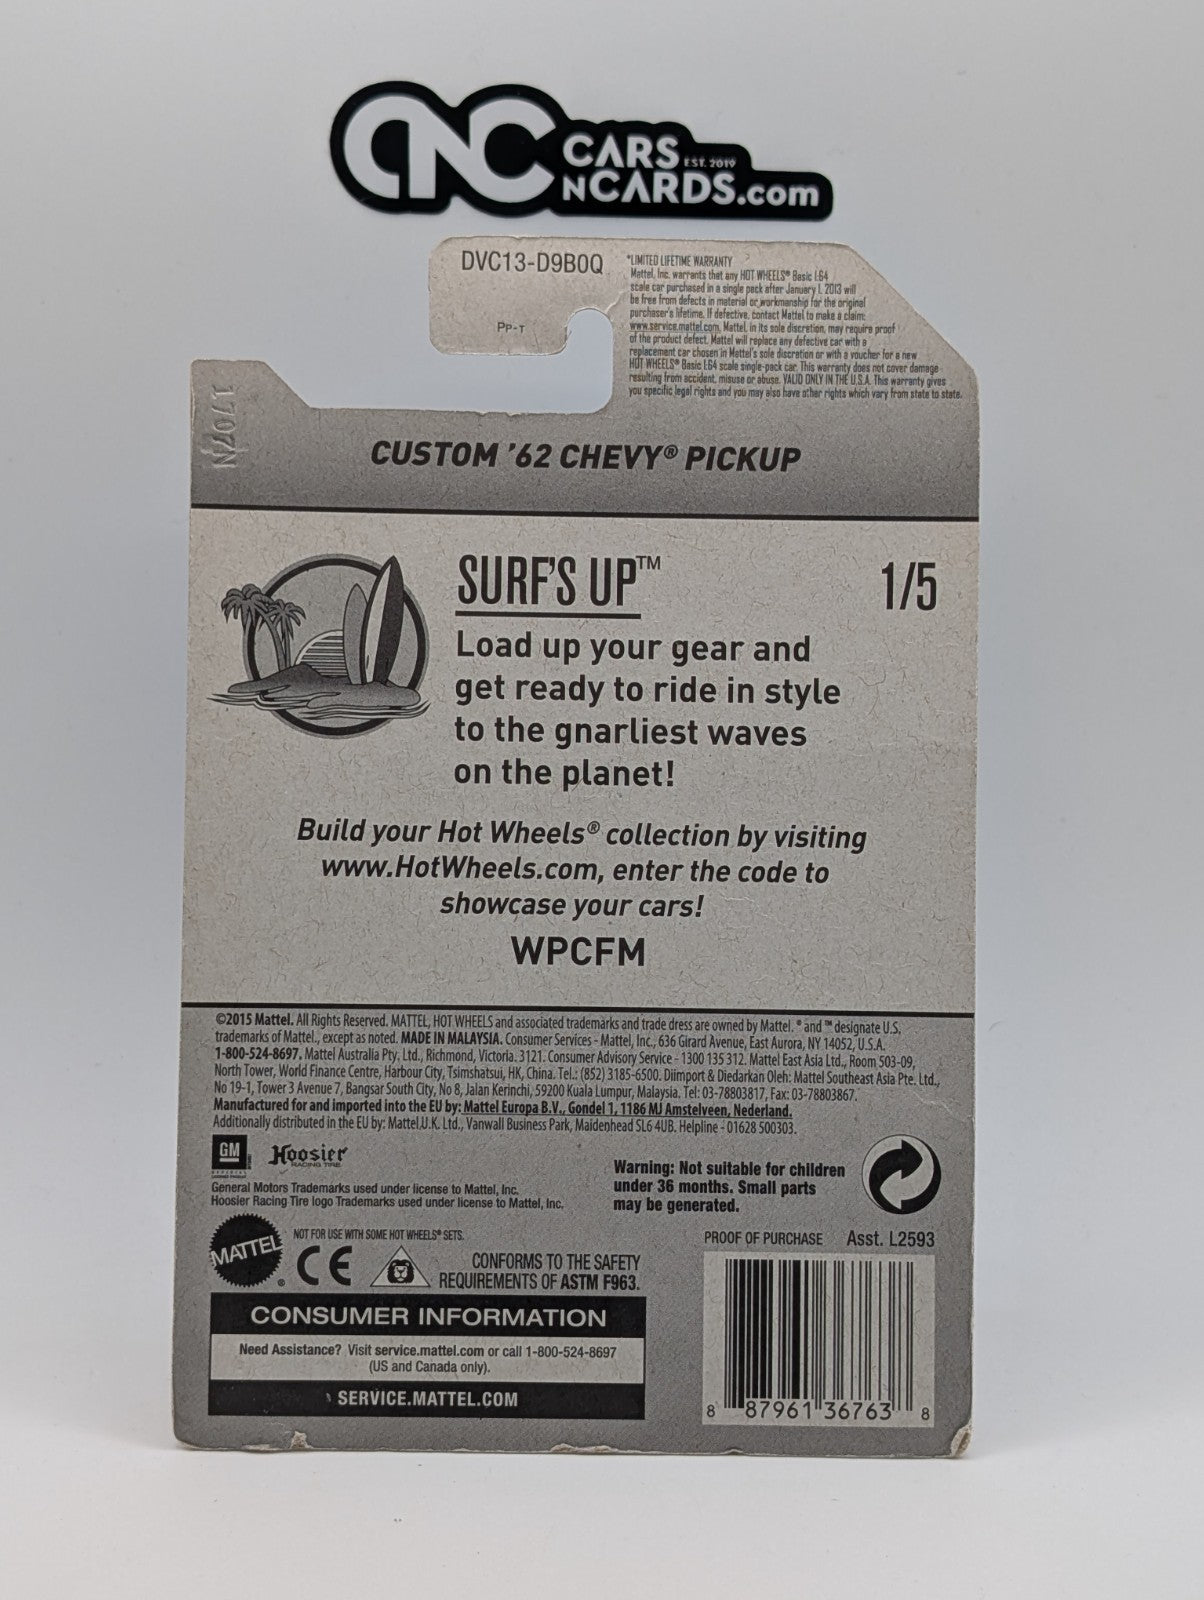 CNC CARS EST. 2019
NCARDS.com
DVC13-D9B0Q
PP-T
*LIMITED LIFETIME WARRANTY
Mattel, Inc. warrants that any HOT WHEELS® Basic 1:64
scale car purchased in a single pack after January 1, 2013 will
be free from defects in material or workmanship for the original
purchaser's lifetime. If defective, contact Mattel to make a claim:
www.service.mattel.com. Mattel, in its sole discretion, may require proof
of the product defect. Mattel will replace any defective car with a
replacement car chosen in Mattel's sole discretion or with a voucher for a new
HOT WHEELS® Basic 1:64 scale single-pack car. This warranty does not cover damage
resulting from accident, misuse or abuse. VALID ONLY IN THE U.S.A. This warranty gives
you specific legal rights and you may also have other rights which vary from state to state.
1707N
CUSTOM '62 CHEVY® PICKUP
SURF'S UP™
1/5
Load up your gear and
get ready to ride in style
to the gnarliest waves
on the planet!
Build your Hot Wheels® collection by visiting
www.HotWheels.com, enter the code to
showcase your cars!
WPCFM
©2015 Mattel. All Rights Reserved. MATTEL, HOT WHEELS and associated trademarks and trade dress are owned by Mattel. ® and ™ designate U.S.
trademarks of Mattel, except as noted. MADE IN MALAYSIA. Consumer Services - Mattel, Inc., 636 Girard Avenue, East Aurora, NY 14052, U.S.A.
1-800-524-8697. Mattel Australia Pty. Ltd., Richmond, Victoria. 3121. Consumer Advisory Service - 1300 135 312. Mattel East Asia Ltd., Room 503-09,
North Tower, World Finance Centre, Harbour City, Tsimshatsui, HK, China. Tel.: (852) 3185-6500. Diimport & Diedarkan Oleh: Mattel Southeast Asia Pte. Ltd.,
No 19-1, Tower 3 Avenue 7, Bangsar South City, No 8, Jalan Kerinchi, 59200 Kuala Lumpur, Malaysia. Tel: 03-78803817, Fax: 03-78803867.
Manufactured for and imported into the EU by: Mattel Europa B.V., Gondel 1, 1186 MJ Amstelveen, Nederland.
Additionally distributed in the EU by: Mattel U.K. Ltd., Vanwall Business Park, Maidenhead SL6 4UB. Helpline - 01628 500303.
GM
Hoosier
RACING TIRE
General Motors Trademarks used under license to Mattel, Inc.
Hoosier Racing Tire logo Trademarks used under license to Mattel, Inc.
Warning: Not suitable for children
under 36 months. Small parts
may be generated.
MATTEL®
NOT FOR USE WITH SOME HOT WHEELS® SETS.
CE
CONFORMS TO THE SAFETY
REQUIREMENTS OF ASTM F963.
PROOF OF PURCHASE Asst. L2593
CONSUMER INFORMATION
Need Assistance? Visit service.mattel.com or call 1-800-524-8697
(US and Canada only).
SERVICE.MATTEL.COM
8 87961 36763 8